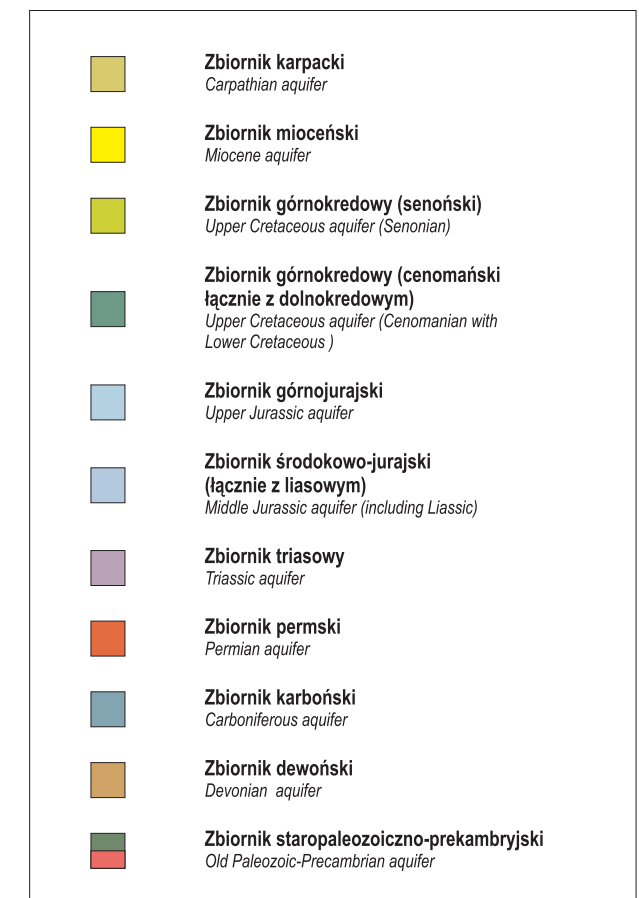 Zbiornik karpacki
Carpathian aquifer
Zbiornik mioceński
Miocene aquifer
Zbiornik górnokredowy (senoński)
Upper Cretaceous aquifer (Senonian)
Zbiornik górnokredowy (cenomański
łącznie z dolnokredowym)
Upper Cretaceous aquifer (Cenomanian with
Lower Cretaceous )
Zbiornik górnojurajski
Upper Jurassic aquifer
Zbiornik środokowo-jurajski
(łącznie z liasowym)
Middle Jurassic aquifer (including Liassic)
Zbiornik triasowy
Triassic aquifer
Zbiornik permski
Permian aquifer
Zbiornik karboński
Carboniferous aquifer
Zbiornik dewoński
Devonian  aquifer
Zbiornik staropaleozoiczno-prekambryjski
Old Paleozoic-Precambrian aquifer